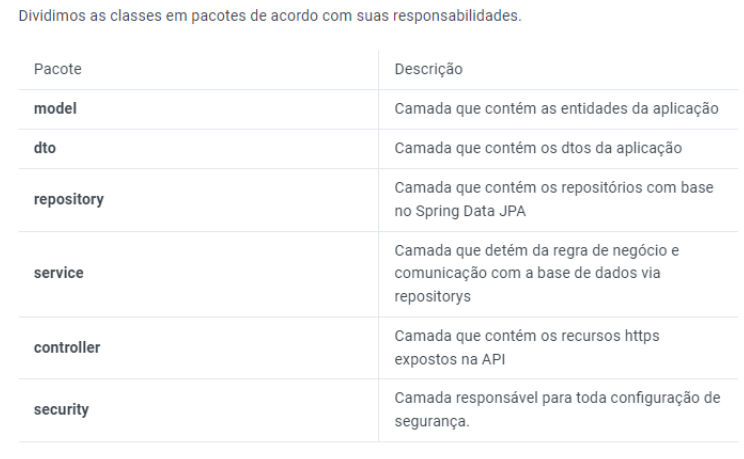 Dividimos as classes em pacotes de acordo com suas responsabilidades.
Pacote
Descrição
model
Camada que contém as entidades da aplicação
dto
Camada que contém os dtos da aplicação
repository
Camada que contém os repositórios com base
no Spring Data JPA
service
Camada que detém da regra de negócio e
comunicação com a base de dados via
repositorys
controller
Camada que contém os recursos https
expostos na API
security
Camada responsável para toda configuração de
segurança.